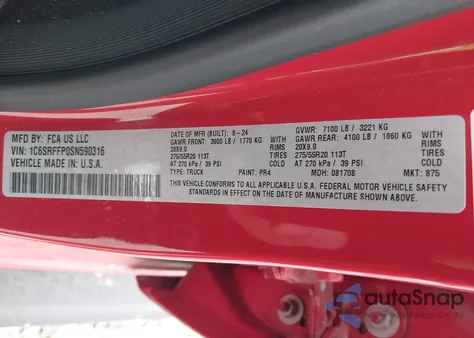 MFD BY: FCA US LLC
VIN: 1C6SRFFP0SN590316
VEHICLE MADE IN U.S.A.
DATE OF MFR (BUILT): 8-24
GAWR FRONT: 3900 LB / 1770 KG
WITH
20X9.0 RIMS
275/55R20 113T TIRES
AT 270 kPa / 39 PSI
TYPE: TRUCK PAINT: PR4
GVWR: 7100 LB / 3221 KG
GAWR REAR: 4100 LB / 1860 KG
WITH
20X9.0 RIMS
275/55R20 113T TIRES
AT 270 kPa / 39 PSI
MDH: 081708 MKT: 875
THIS VEHICLE CONFORMS TO ALL APPLICABLE U.S.A. FEDERAL MOTOR VEHICLE SAFETY
STANDARDS IN EFFECT ON THE DATE OF MANUFACTURE SHOWN ABOVE.
autoSnap